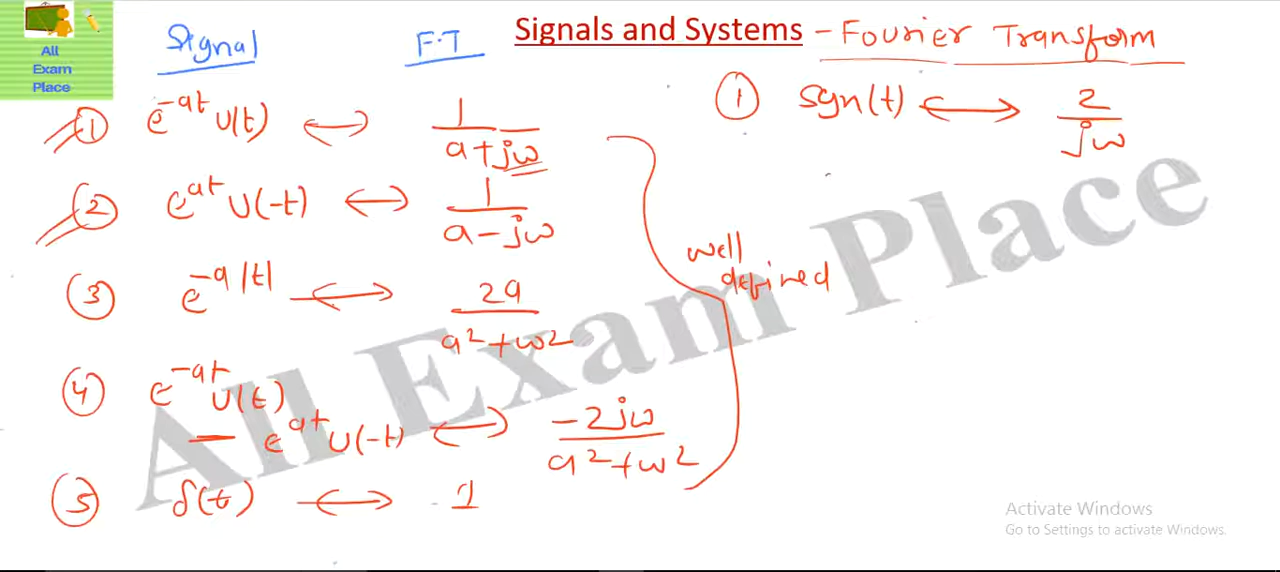 All
Exam
Place
Signals and Systems - Fourier Transform
Signal F.T
① e^-at u(t) ↔ 1/(a+jω)
② e^at u(-t) ↔ 1/(a-jω)
③ e^-a|t| ↔ 2a/(a²+ω²)
④ e^-at u(t)
- e^at u(-t) ↔ -2jω/(a²+ω²)
⑤ δ(t) ↔ 1
well
defined
① sgn(t) ↔ 2/jω
All Exam Place
Activate Windows
Go to Settings to activate Windows.